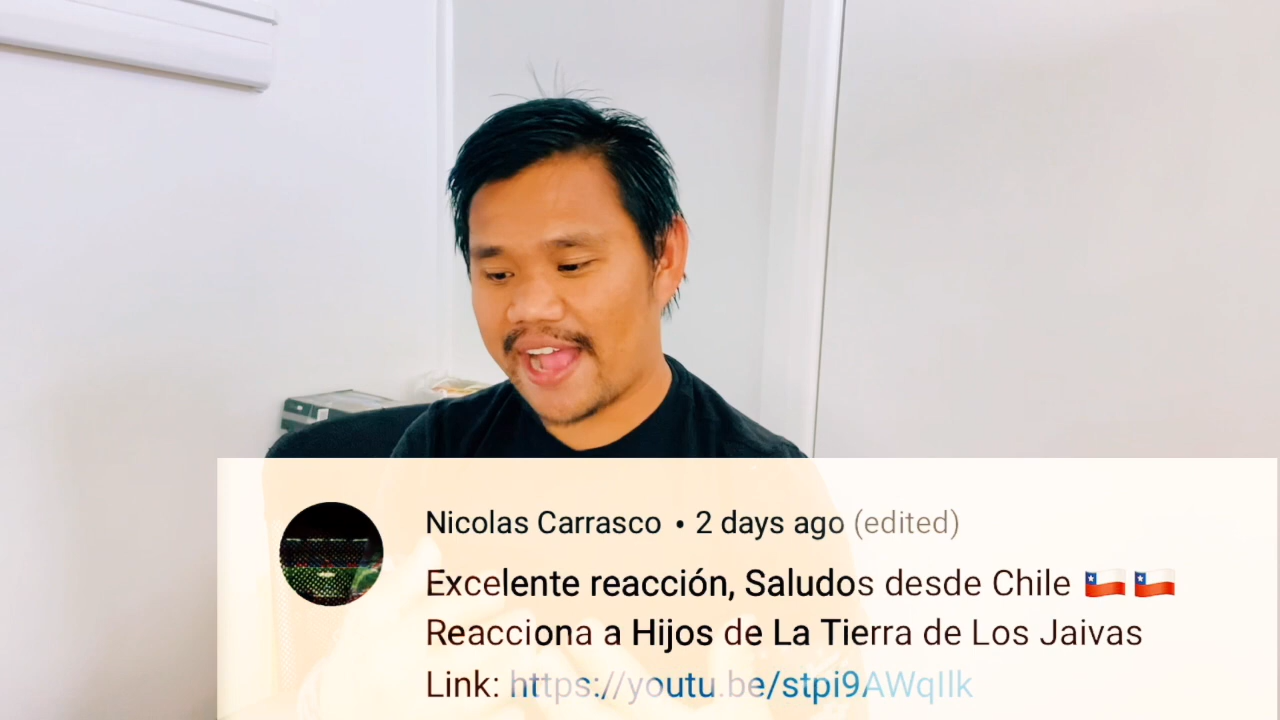 Nicolas Carrasco • 2 days ago (edited)
Excelente reacción, Saludos desde Chile 🇨🇱🇨🇱
Reacciona a Hijos de La Tierra de Los Jaivas
Link: https://youtu.be/stpi9AWqIlk